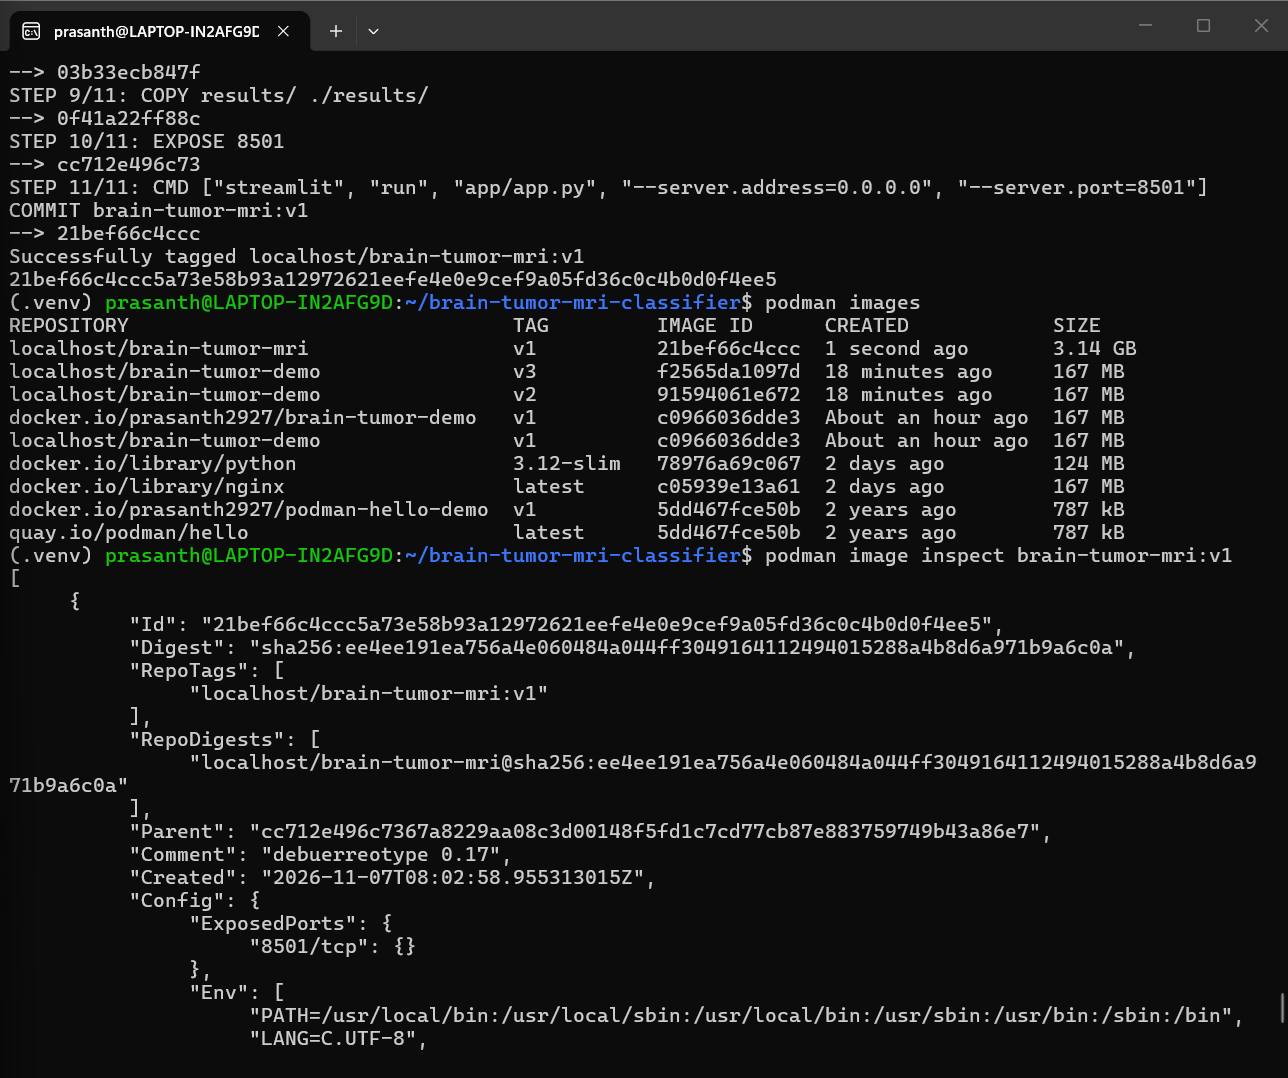 prasanth@LAPTOP-IN2AFG9D
--> 03b33ecb847f
STEP 9/11: COPY results/ ./results/
--> 0f41a22ff88c
STEP 10/11: EXPOSE 8501
--> cc712e496c73
STEP 11/11: CMD ["streamlit", "run", "app/app.py", "--server.address=0.0.0.0", "--server.port=8501"]
COMMIT brain-tumor-mri:v1
--> 21bef66c4ccc
Successfully tagged localhost/brain-tumor-mri:v1
21bef66c4ccc5a73e58b93a12972621eefe4e0e9cef9a05fd36c0c4b0d0f4ee5
(.venv) prasanth@LAPTOP-IN2AFG9D:~/brain-tumor-mri-classifier$ podman images
REPOSITORY TAG IMAGE ID CREATED SIZE
localhost/brain-tumor-mri v1 21bef66c4ccc 1 second ago 3.14 GB
localhost/brain-tumor-demo v3 f2565da1097d 18 minutes ago 167 MB
localhost/brain-tumor-demo v2 91594061e672 18 minutes ago 167 MB
docker.io/prasanth2927/brain-tumor-demo v1 c0966036dde3 About an hour ago 167 MB
localhost/brain-tumor-demo v1 c0966036dde3 About an hour ago 167 MB
docker.io/library/python 3.12-slim 78976a69c067 2 days ago 124 MB
docker.io/library/nginx latest c05939e13a61 2 days ago 167 MB
docker.io/prasanth2927/podman-hello-demo v1 5dd467fce50b 2 years ago 787 kB
quay.io/podman/hello latest 5dd467fce50b 2 years ago 787 kB
(.venv) prasanth@LAPTOP-IN2AFG9D:~/brain-tumor-mri-classifier$ podman image inspect brain-tumor-mri:v1
[
{
"Id": "21bef66c4ccc5a73e58b93a12972621eefe4e0e9cef9a05fd36c0c4b0d0f4ee5",
"Digest": "sha256:ee4ee191ea756a4e060484a044ff3049164112494015288a4b8d6a971b9a6c0a",
"RepoTags": [
"localhost/brain-tumor-mri:v1"
],
"RepoDigests": [
"localhost/brain-tumor-mri@sha256:ee4ee191ea756a4e060484a044ff3049164112494015288a4b8d6a9
71b9a6c0a"
],
"Parent": "cc712e496c7367a8229aa08c3d00148f5fd1c7cd77cb87e883759749b43a86e7",
"Comment": "debuerreotype 0.17",
"Created": "2026-11-07T08:02:58.955313015Z",
"Config": {
"ExposedPorts": {
"8501/tcp": {}
},
"Env": [
"PATH=/usr/local/bin:/usr/local/sbin:/usr/local/bin:/usr/sbin:/usr/bin:/sbin:/bin",
"LANG=C.UTF-8",